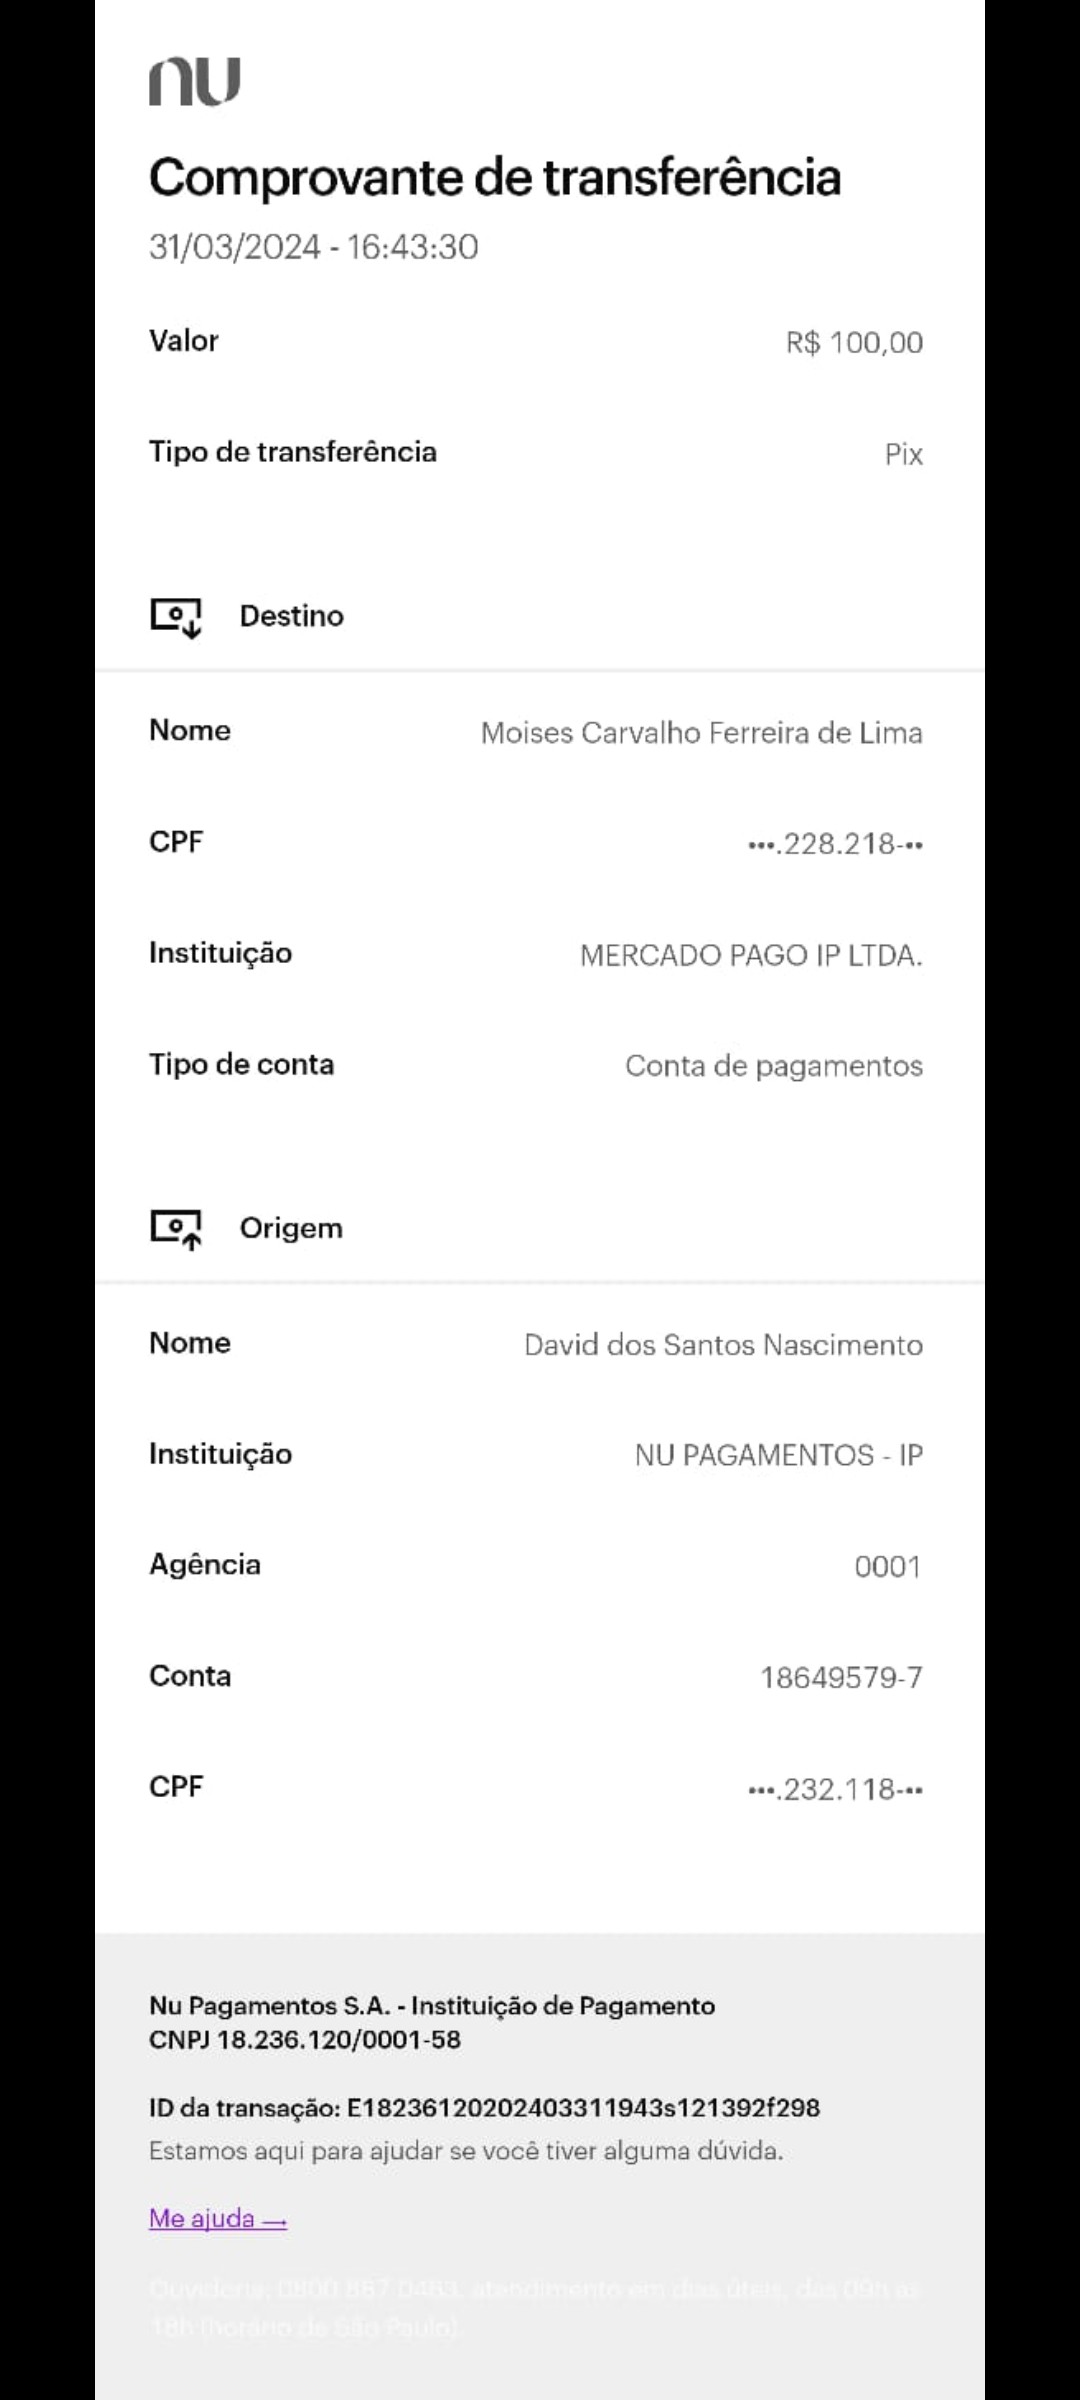 nu
Comprovante de transferência
31/03/2024 - 16:43:30
Valor R$ 100,00
Tipo de transferência Pix
Destino
Nome Moises Carvalho Ferreira de Lima
CPF •••.228.218-••
Instituição MERCADO PAGO IP LTDA.
Tipo de conta Conta de pagamentos
Origem
Nome David dos Santos Nascimento
Instituição NU PAGAMENTOS - IP
Agência 0001
Conta 18649579-7
CPF •••.232.118-••
Nu Pagamentos S.A. - Instituição de Pagamento
CNPJ 18.236.120/0001-58
ID da transação: E18236120202403311943s121392f298
Estamos aqui para ajudar se você tiver alguma dúvida.
Me ajuda →
Ouvidoria: 0800 887 0463, atendimento em dias úteis, das 09h às
18h (horário de São Paulo).